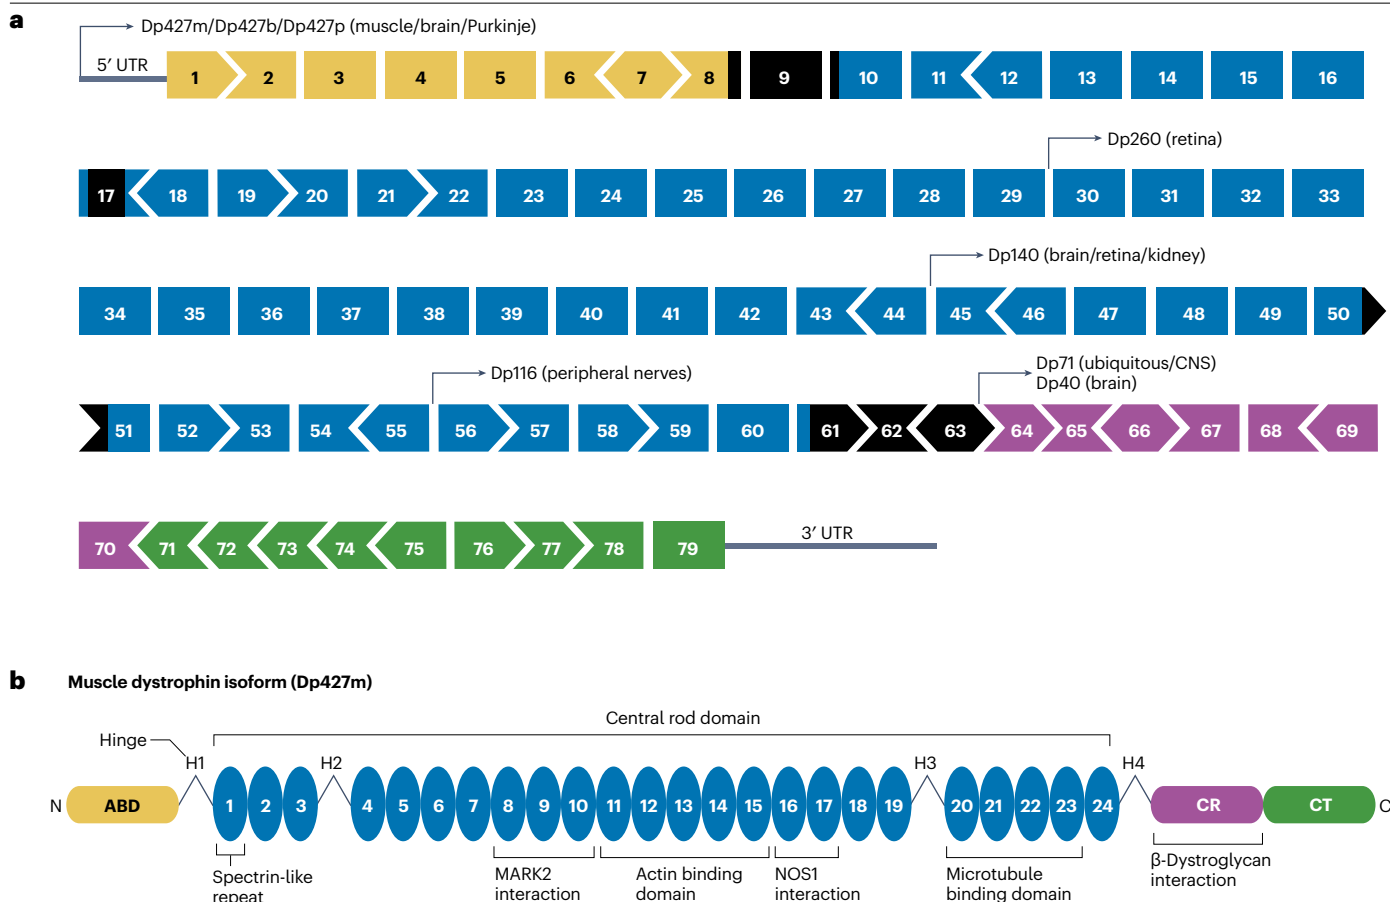 a
Dp427m/Dp427b/Dp427p (muscle/brain/Purkinje)
5′ UTR
1 2 3 4 5 6 7 8 9 10 11 12 13 14 15 16
Dp260 (retina)
17 18 19 20 21 22 23 24 25 26 27 28 29 30 31 32 33
Dp140 (brain/retina/kidney)
34 35 36 37 38 39 40 41 42 43 44 45 46 47 48 49 50
Dp116 (peripheral nerves)
Dp71 (ubiquitous/CNS)
Dp40 (brain)
51 52 53 54 55 56 57 58 59 60 61 62 63 64 65 66 67 68 69
70 71 72 73 74 75 76 77 78 79
3′ UTR
b Muscle dystrophin isoform (Dp427m)
Central rod domain
Hinge
H1 H2 H3 H4
N ABD 1 2 3 4 5 6 7 8 9 10 11 12 13 14 15 16 17 18 19 20 21 22 23 24 CR CT C
Spectrin-like
repeat
MARK2
interaction
Actin binding
domain
NOS1
interaction
Microtubule
binding domain
β-Dystroglycan
interaction